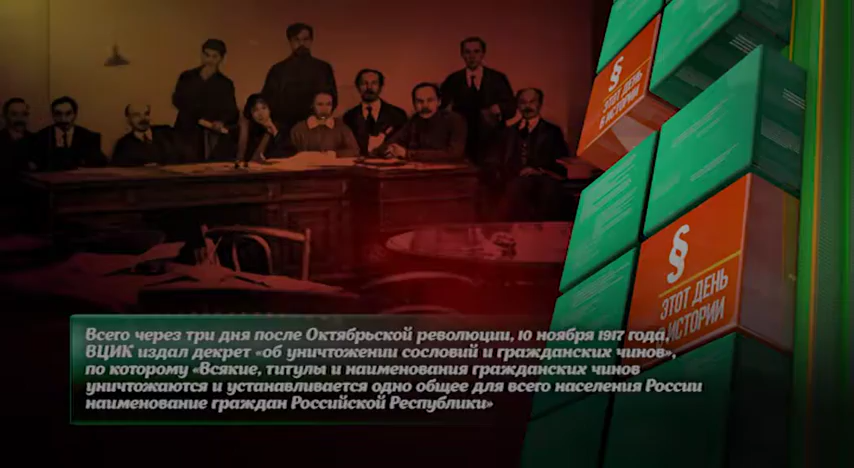 §
ЭТОТ ДЕНЬ
В ИСТОРИИ
§
ЭТОТ ДЕНЬ
В ИСТОРИИ
Всего через три дня после Октябрьской революции, 10 ноября 1917 года,
ВЦИК издал декрет «об уничтожении сословий и гражданских чинов»,
по которому «Всякие, титулы и наименования гражданских чинов
уничтожаются и устанавливается одно общее для всего населения России
наименование граждан Российской Республики»